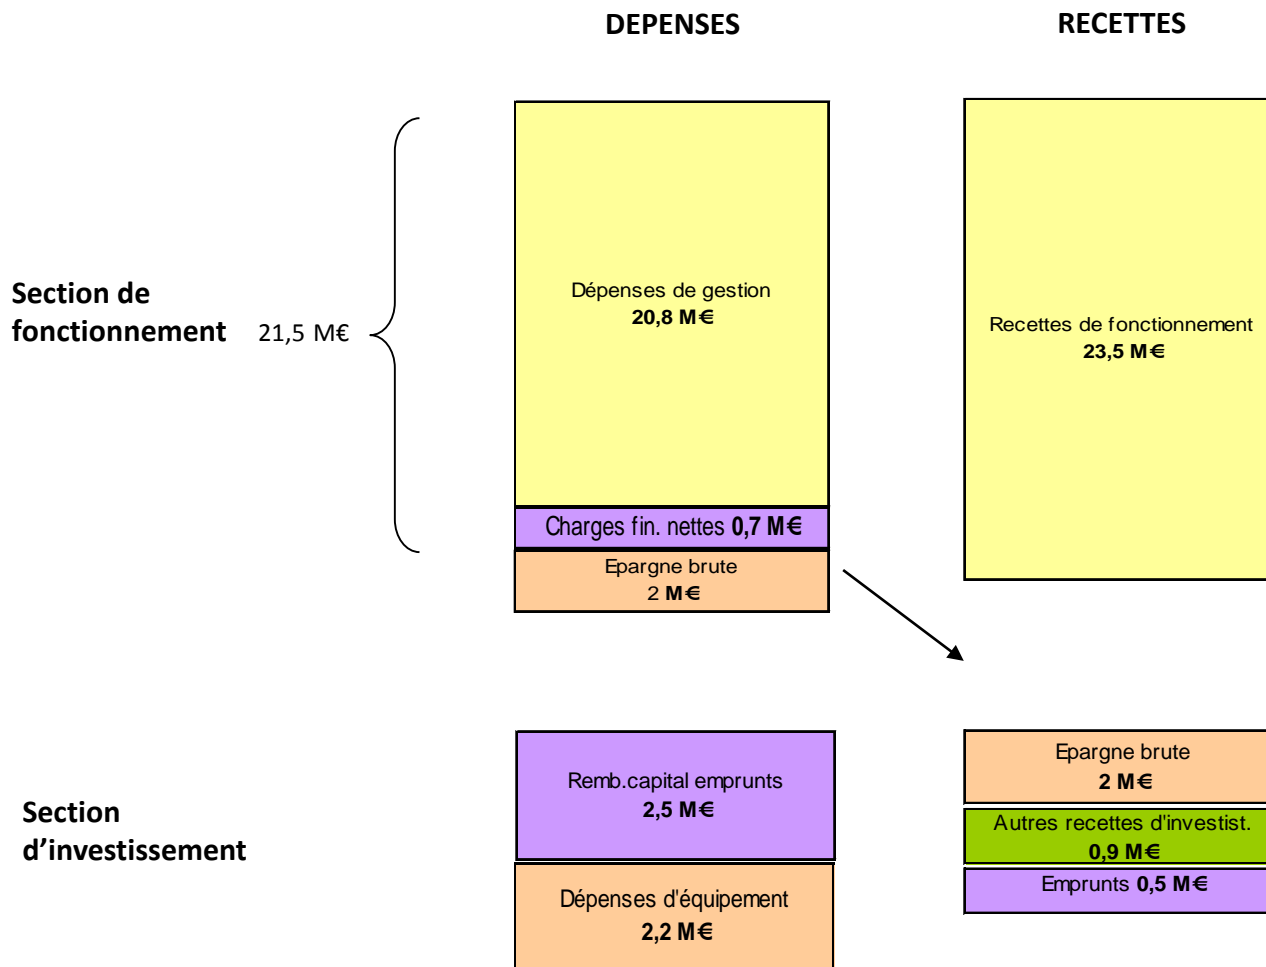 DEPENSES
RECETTES
Section de
fonctionnement
21,5 M€
Dépenses de gestion
20,8 M€
Recettes de fonctionnement
23,5 M€
Charges fin. nettes 0,7 M€
Epargne brute
2 M€
Section
d’investissement
Remb.capital emprunts
2,5 M€
Dépenses d'équipement
2,2 M€
Epargne brute
2 M€
Autres recettes d'investist.
0,9 M€
Emprunts 0,5 M€